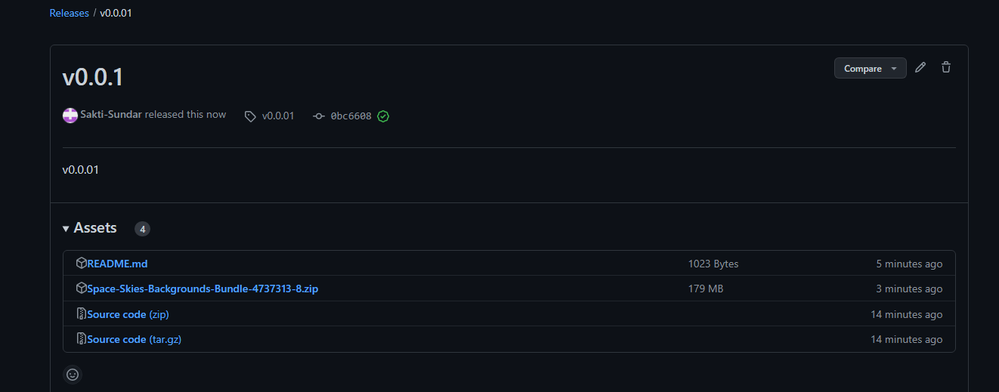 Releases / v0.0.01
v0.0.1
Compare
Sakti-Sundar released this now v0.0.01 0bc6608
v0.0.01
Assets 4
README.md 1023 Bytes 5 minutes ago
Space-Skies-Backgrounds-Bundle-4737313-8.zip 179 MB 3 minutes ago
Source code (zip) 14 minutes ago
Source code (tar.gz) 14 minutes ago